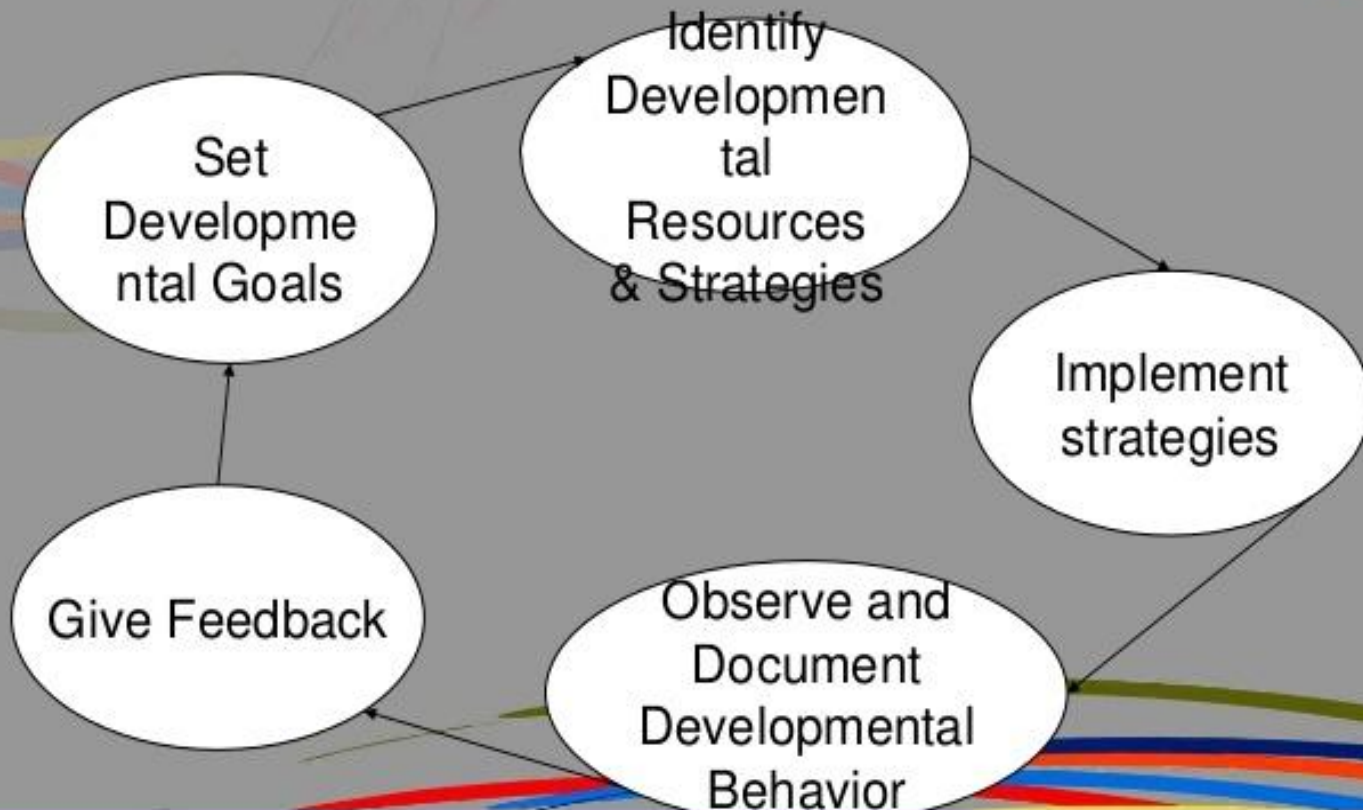 Identify
Developmen
tal
Resources
& Strategies
Set
Developme
ntal Goals
Implement
strategies
Observe and
Document
Developmental
Behavior
Give Feedback